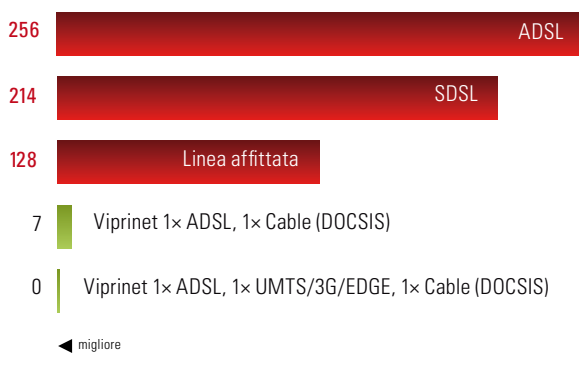 256 ADSL
214 SDSL
128 Linea affittata
7 Viprinet 1× ADSL, 1× Cable (DOCSIS)
0 Viprinet 1× ADSL, 1× UMTS/3G/EDGE, 1× Cable (DOCSIS)
◀ migliore